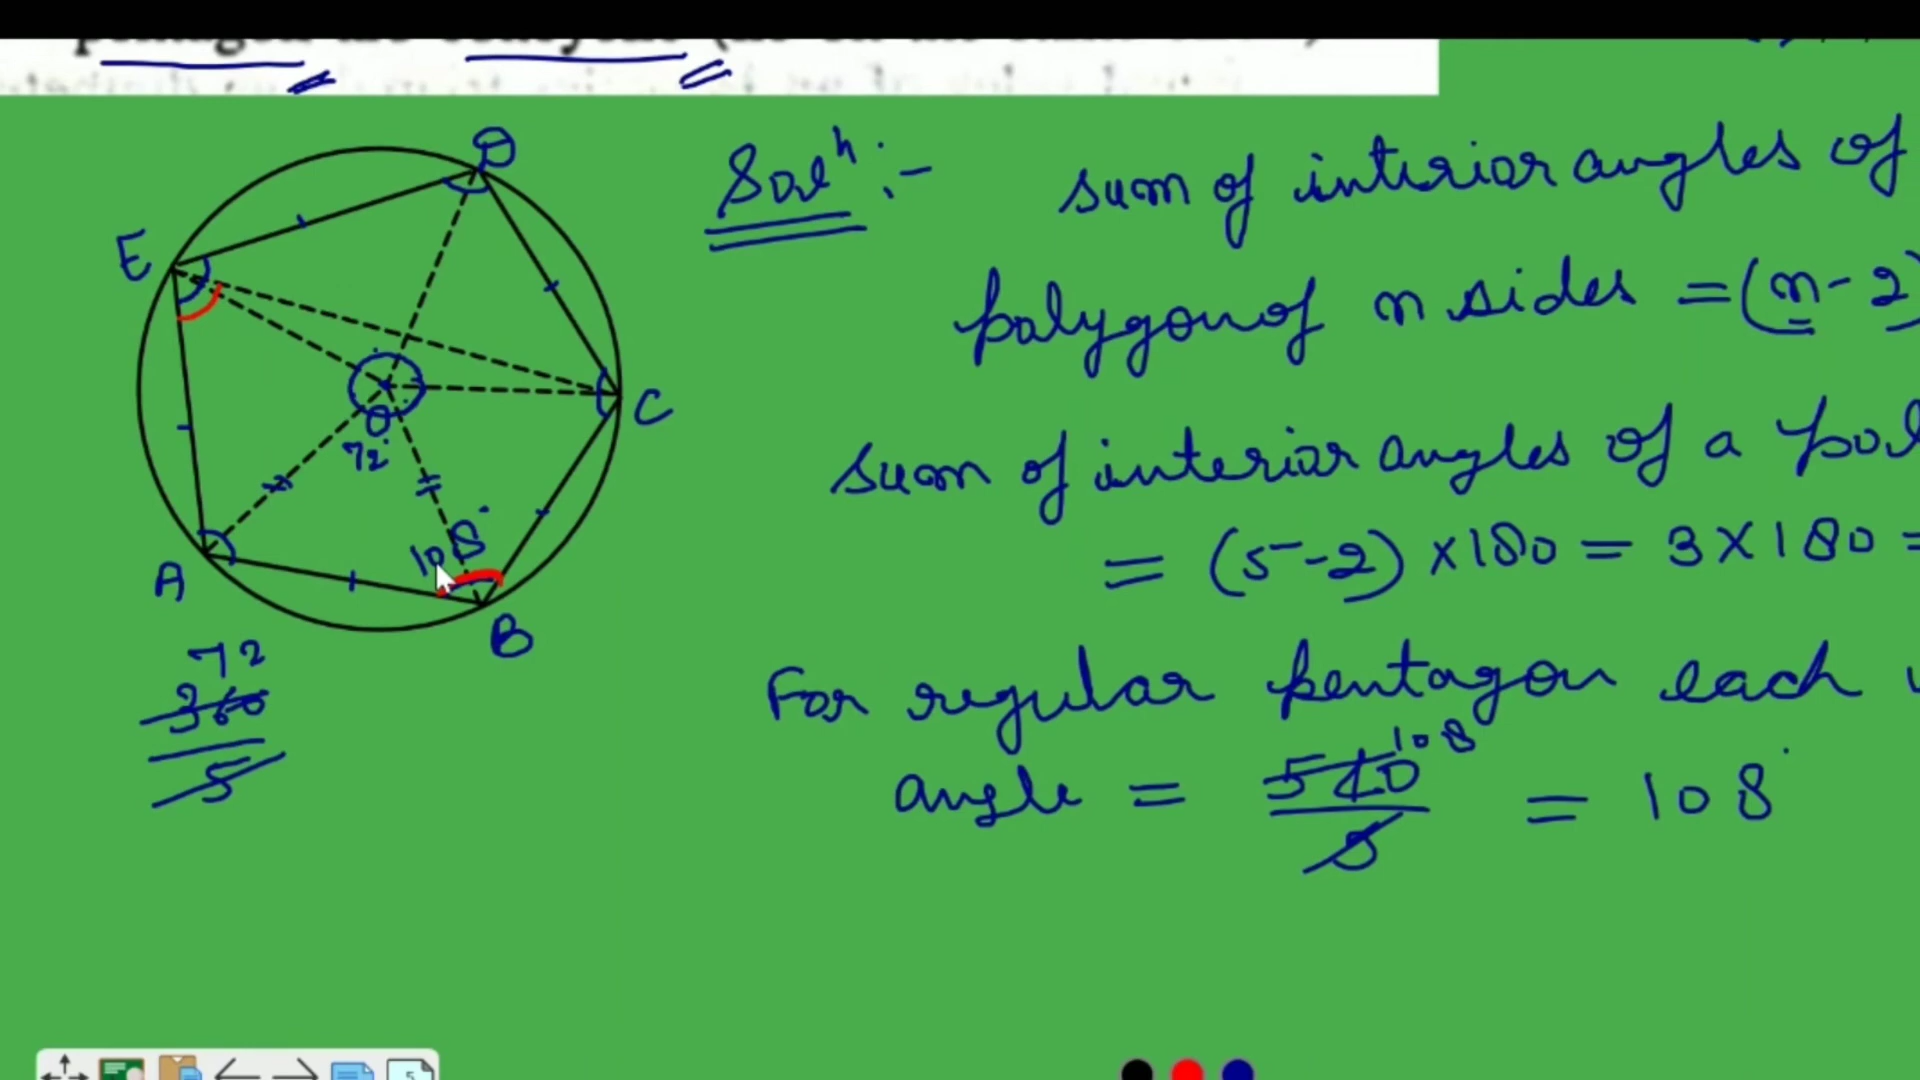 Solⁿ :- sum of interior angles of
polygon of n sides = (n-2)
sum of interior angles of a pol
= (5-2) ×180 = 3×180 =
For regular pentagon each
angle = 540/5 108 = 108°
D
E
C
O
72°
108°
A
B
72
360
5